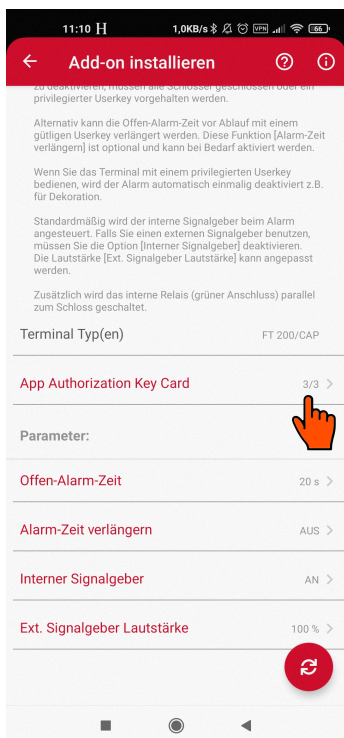 11:10 H 1,0KB/s VPN 66
Add-on installieren
zu deaktivieren, müssen alle Schlösser geschlossen oder ein
privilegierter Userkey vorgehalten werden.
Alternativ kann die Offen-Alarm-Zeit vor Ablauf mit einem
gütligen Userkey verlängert werden. Diese Funktion [Alarm-Zeit
verlängern] ist optional und kann bei Bedarf aktiviert werden.
Wenn Sie das Terminal mit einem privilegierten Userkey
bedienen, wird der Alarm automatisch einmalig deaktiviert z.B.
für Dekoration.
Standardmäßig wird der interne Signalgeber beim Alarm
angesteuert. Falls Sie einen externen Signalgeber benutzen,
müssen Sie die Option [Interner Signalgeber] deaktivieren.
Die Lautstärke [Ext. Signalgeber Lautstärke] kann angepasst
werden.
Zusätzlich wird das interne Relais (grüner Anschluss) parallel
zum Schloss geschaltet.
Terminal Typ(en) FT 200/CAP
App Authorization Key Card 3/3
Parameter:
Offen-Alarm-Zeit 20 s
Alarm-Zeit verlängern AUS
Interner Signalgeber AN
Ext. Signalgeber Lautstärke 100 %